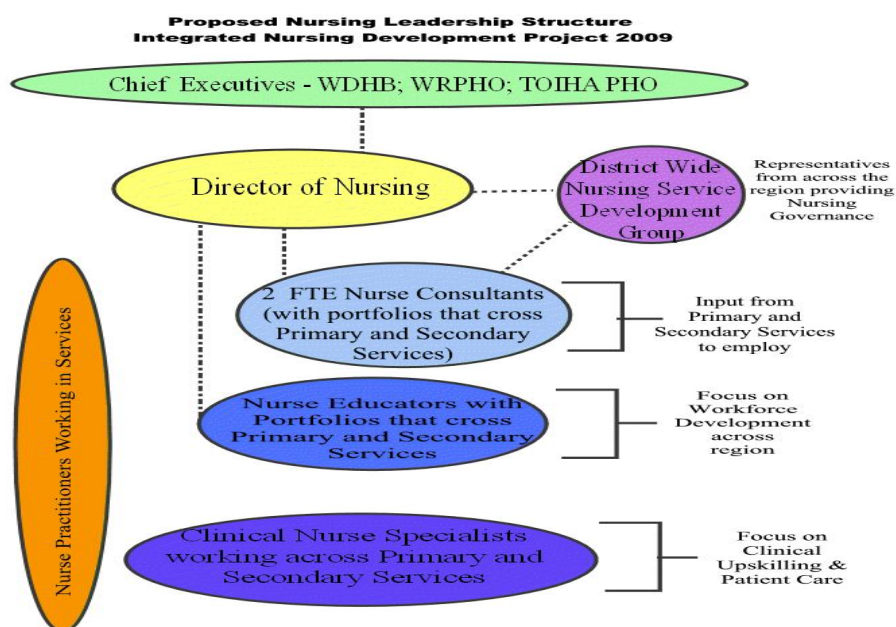 Proposed Nursing Leadership Structure
Integrated Nursing Development Project 2009
Chief Executives - WDHB; WRPHO; TOIHA PHO
Director of Nursing
District Wide
Nursing Service
Development
Group
Representatives
from across the
region providing
Nursing
Governance
2 FTE Nurse Consultants
(with portfolios that cross
Primary and Secondary
Services)
Input from
Primary and
Secondary Services
to employ
Nurse Educators with
Portfolios that cross
Primary and Secondary
Services
Focus on
Workforce
Development
across
region
Clinical Nurse Specialists
working across Primary and
Secondary Services
Focus on
Clinical
Upskilling &
Patient Care
Nurse Practitioners Working in Services